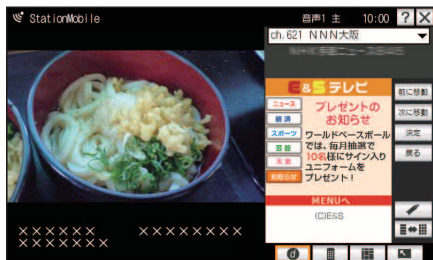 StationMobile
音声1 主
10:00
?
×
ch.621 NNN大阪
E&Sテレビ
ニュース
経済
スポーツ
芸能
天気
お知らせ
プレゼントの
お知らせ
ワールドベースボール
では、毎月抽選で
10名様にサイン入り
ユニフォームを
プレゼント!
MENUへ
(C)E&S
前に移動
次に移動
決定
戻る
×××××× ××××××××
×××××××
d